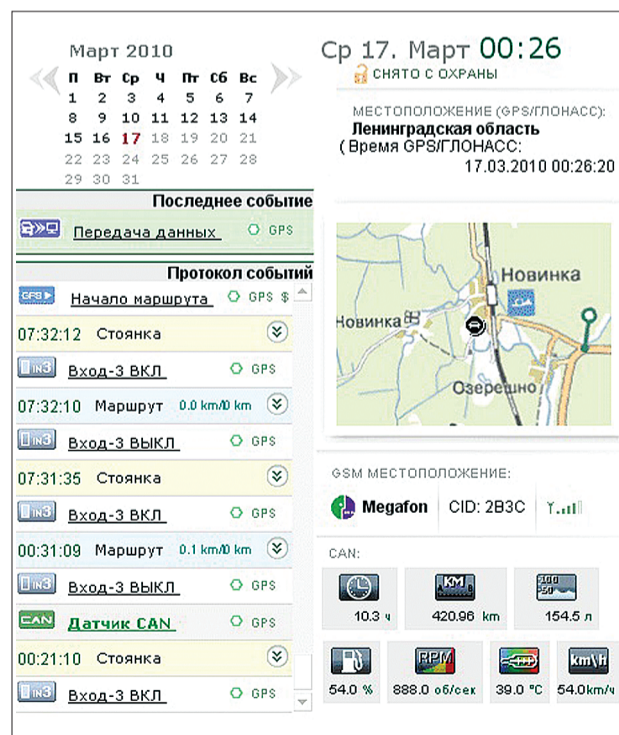 Март 2010
П Вт Ср Ч Пт Сб Вс
1 2 3 4 5 6 7
8 9 10 11 12 13 14
15 16 17 18 19 20 21
22 23 24 25 26 27 28
29 30 31
Последнее событие
Передача данных GPS
Протокол событий
GPS Начало маршрута GPS $
07:32:12 Стоянка
IN3 Вход-3 ВКЛ GPS
07:32:10 Маршрут 0.0 km/0 km
IN3 Вход-3 ВЫКЛ GPS
07:31:35 Стоянка
IN3 Вход-3 ВКЛ GPS
00:31:09 Маршрут 0.1 km/0 km
IN3 Вход-3 ВЫКЛ GPS
CAN Датчик CAN GPS
00:21:10 Стоянка
IN3 Вход-3 ВКЛ GPS
Ср 17. Март 00:26
СНЯТО С ОХРАНЫ
МЕСТОПОЛОЖЕНИЕ (GPS/ГЛОНАСС):
Ленинградская область
(Время GPS/ГЛОНАСС:
17.03.2010 00:26:20
Новинка
Новинка
Озерешно
GSM МЕСТОПОЛОЖЕНИЕ:
Megafon CID: 2B3C
CAN:
KM 100 50
10.3 ч 420.96 km 154.5 л
RPM km\h
54.0 % 888.0 об/сек 39.0 °C 54.0km/ч